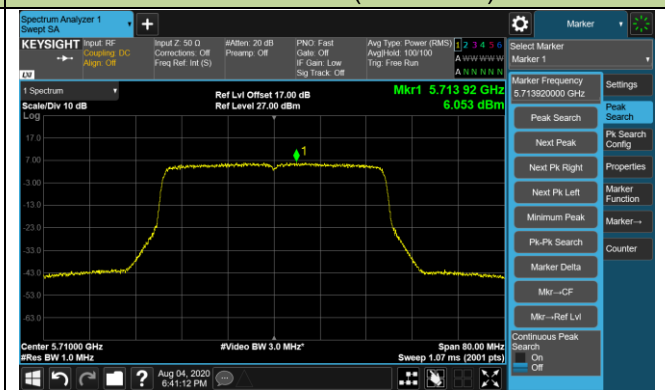 Spectrum Analyzer 1
Swept SA
+
Marker
KEYSIGHT
Input: RF
Coupling: DC
Align: Off
Input Z: 50 Ω
Corrections: Off
Freq Ref: Int (S)
#Atten: 20 dB
Preamp: Off
PNO: Fast
Gate: Off
IF Gain: Low
Sig Track: Off
Avg Type: Power (RMS)
Avg|Hold: 100/100
Trig: Free Run
1 2 3 4 5 6
A W W W W W
A N N N N N
LXI
Select Marker
Marker 1
1 Spectrum
Scale/Div 10 dB
Log
Ref Lvl Offset 17.00 dB
Ref Level 27.00 dBm
Mkr1 5.713 92 GHz
6.053 dBm
17.0
7.00
-3.00
-13.0
-23.0
-33.0
-43.0
-53.0
-63.0
1
Center 5.71000 GHz
#Res BW 1.0 MHz
#Video BW 3.0 MHz*
Span 80.00 MHz
Sweep 1.07 ms (2001 pts)
Marker Frequency
5.713920000 GHz
Peak Search
Next Peak
Next Pk Right
Next Pk Left
Minimum Peak
Pk-Pk Search
Marker Delta
Mkr→CF
Mkr→Ref Lvl
Continuous Peak
Search
On
Off
Settings
Peak
Search
Pk Search
Config
Properties
Marker
Function
Marker→
Counter
?
Aug 04, 2020
6:41:12 PM